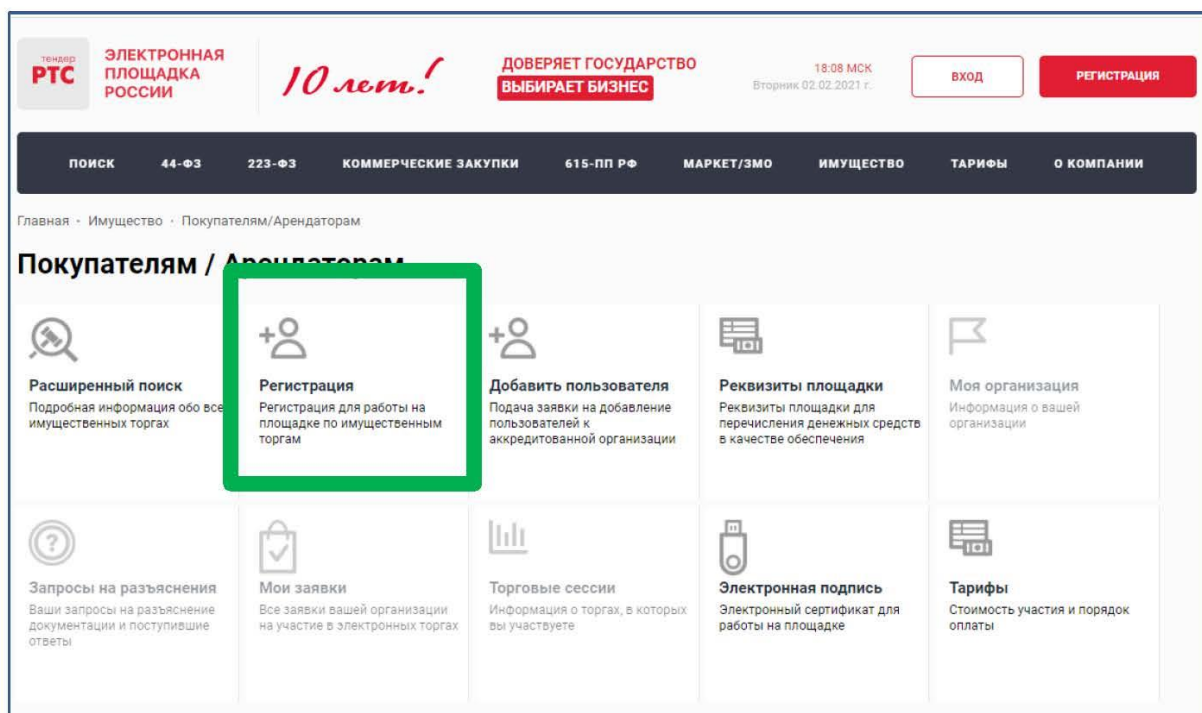 тендер
РТС
ЭЛЕКТРОННАЯ
ПЛОЩАДКА
РОССИИ
10 лет!
ДОВЕРЯЕТ ГОСУДАРСТВО
ВЫБИРАЕТ БИЗНЕС
18:08 МСК
Вторник 02.02.2021 г.
ВХОД
РЕГИСТРАЦИЯ
ПОИСК 44-ФЗ 223-ФЗ КОММЕРЧЕСКИЕ ЗАКУПКИ 615-ПП РФ МАРКЕТ/ЗМО ИМУЩЕСТВО ТАРИФЫ О КОМПАНИИ
Главная · Имущество · Покупателям/Арендаторам
Покупателям / Арендаторам
Расширенный поиск
Подробная информация обо все
имущественных торгах
Регистрация
Регистрация для работы на
площадке по имущественным
торгам
Добавить пользователя
Подача заявки на добавление
пользователей к
аккредитованной организации
Реквизиты площадки
Реквизиты площадки для
перечисления денежных средств
в качестве обеспечения
Моя организация
Информация о вашей
организации
Запросы на разъяснения
Ваши запросы на разъяснение
документации и поступившие
ответы
Мои заявки
Все заявки вашей организации
на участие в электронных торгах
Торговые сессии
Информация о торгах, в которых
вы участвуете
Электронная подпись
Электронный сертификат для
работы на площадке
Тарифы
Стоимость участия и порядок
оплаты